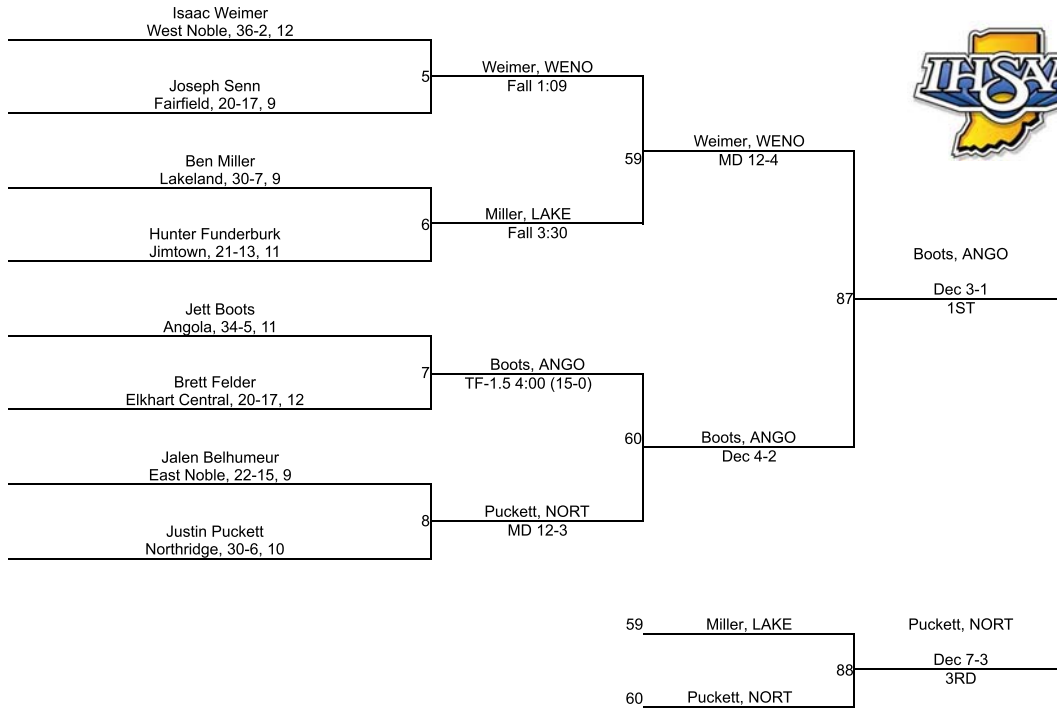 Isaac Weimer
West Noble, 36-2, 12
5
Weimer, WENO
Fall 1:09
Joseph Senn
Fairfield, 20-17, 9
59
Weimer, WENO
MD 12-4
Ben Miller
Lakeland, 30-7, 9
6
Miller, LAKE
Fall 3:30
Hunter Funderburk
Jimtown, 21-13, 11
87
Boots, ANGO
Dec 3-1
1ST
Jett Boots
Angola, 34-5, 11
7
Boots, ANGO
TF-1.5 4:00 (15-0)
Brett Felder
Elkhart Central, 20-17, 12
60
Boots, ANGO
Dec 4-2
Jalen Belhumeur
East Noble, 22-15, 9
8
Puckett, NORT
MD 12-3
Justin Puckett
Northridge, 30-6, 10
59
Miller, LAKE
88
Puckett, NORT
Dec 7-3
3RD
60
Puckett, NORT
IHSAA